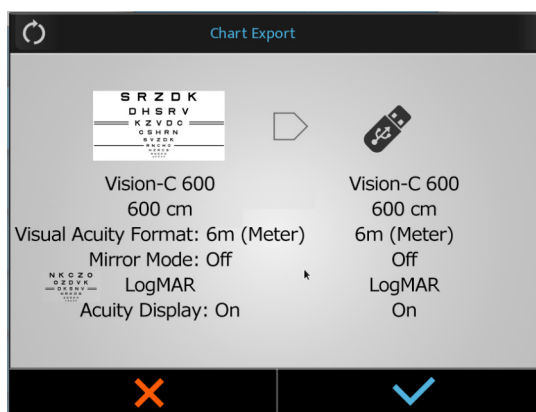 Chart Export
S R Z D K
D H S R V
K Z V D C
C S H R N
S V Z D K
R N C H O
Vision-C 600
600 cm
Visual Acuity Format: 6m (Meter)
Mirror Mode: Off
LogMAR
Acuity Display: On
Vision-C 600
600 cm
6m (Meter)
Off
LogMAR
On
N K C Z O
O Z D V K
D K S N V